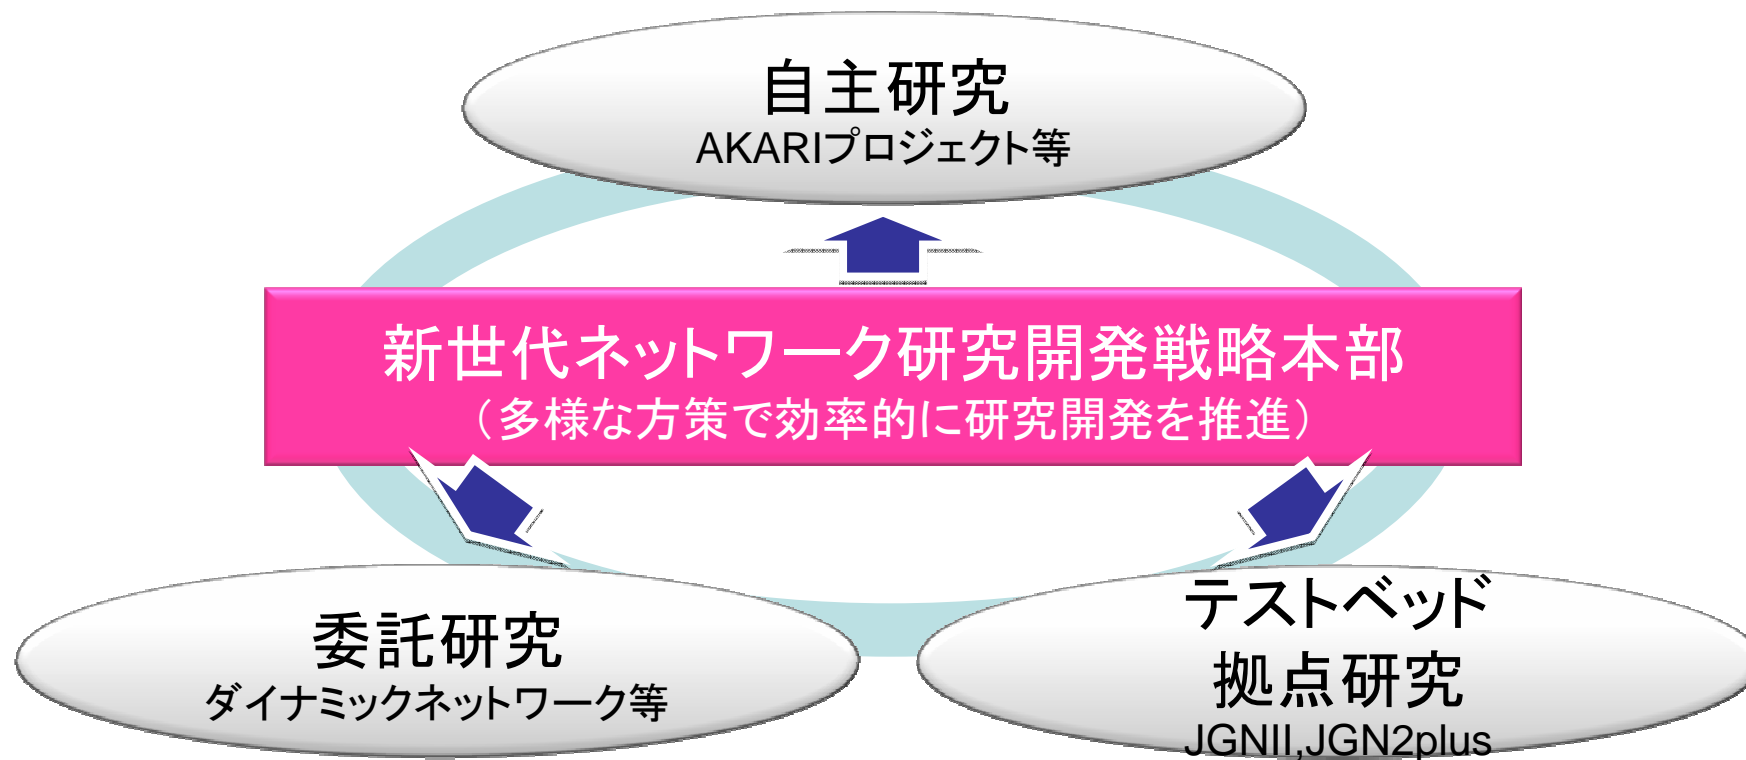 自主研究
AKARIプロジェクト等
新世代ネットワーク研究開発戦略本部
（多様な方策で効率的に研究開発を推進）
委託研究
ダイナミックネットワーク等
テストベッド
拠点研究
JGNII,JGN2plus